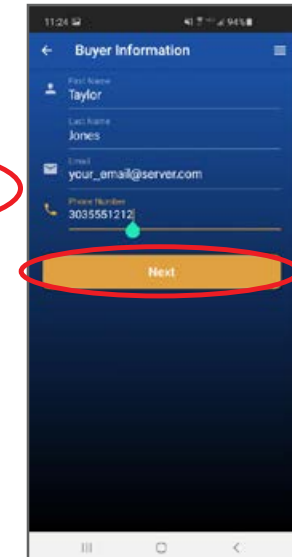 11:24
94%
Buyer Information
First Name
Taylor
Last Name
Jones
Email
your_email@server.com
Phone Number
3035551212
Next